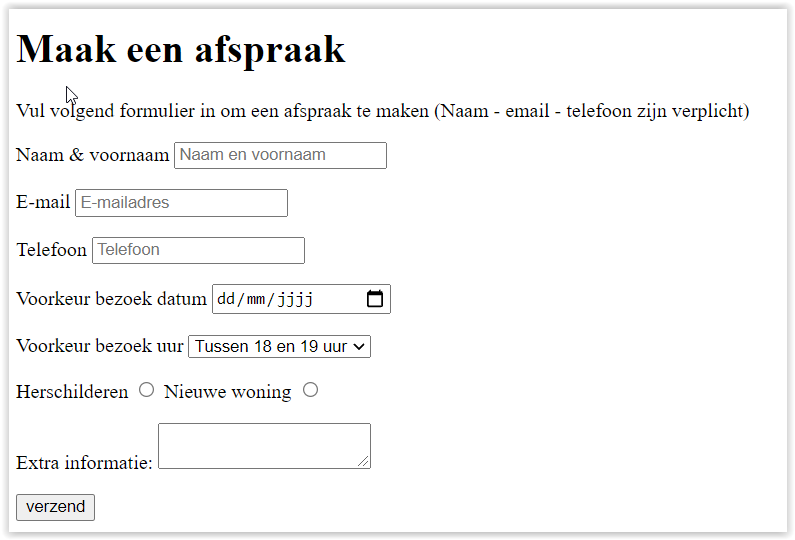 Maak een afspraak
Vul volgend formulier in om een afspraak te maken (Naam - email - telefoon zijn verplicht)
Naam & voornaam Naam en voornaam
E-mail E-mailadres
Telefoon Telefoon
Voorkeur bezoek datum dd/mm/jjjj
Voorkeur bezoek uur Tussen 18 en 19 uur
Herschilderen Nieuwe woning
Extra informatie:
verzend